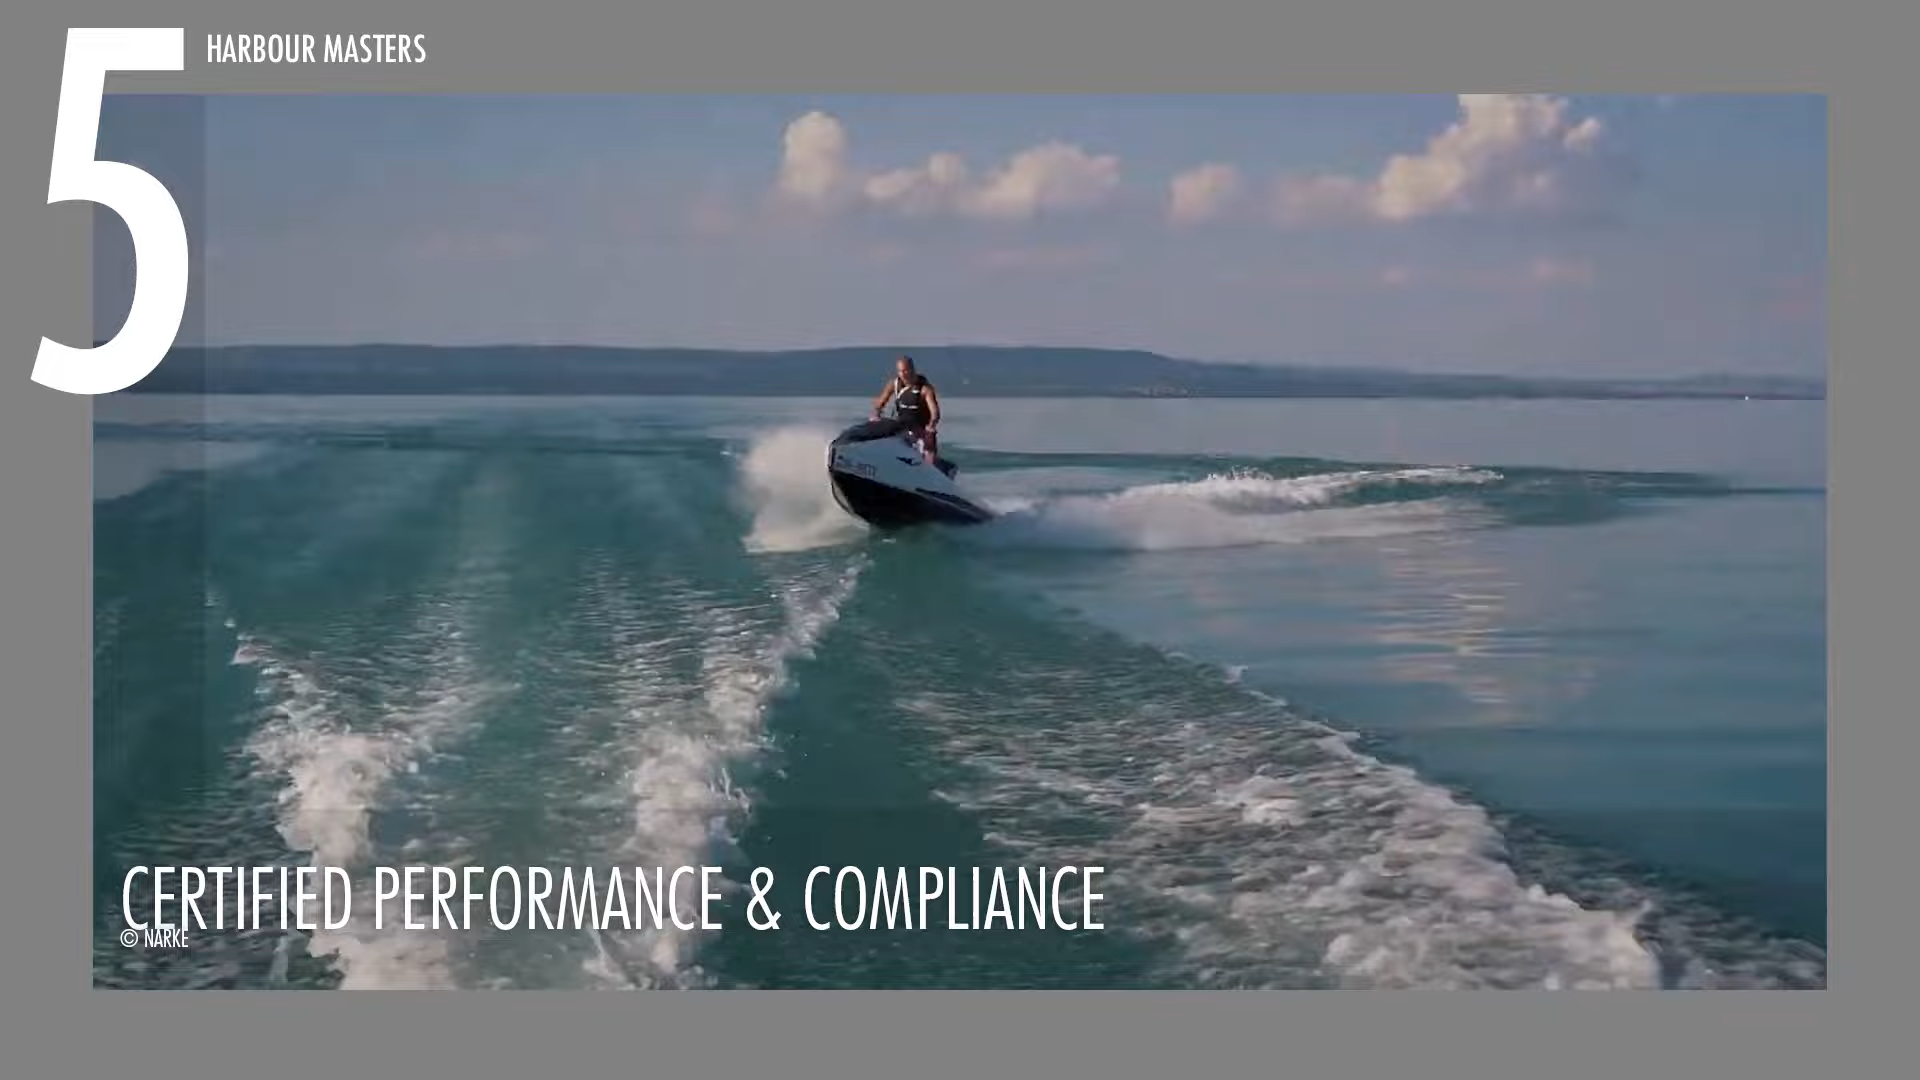 5
HARBOUR MASTERS
CERTIFIED PERFORMANCE & COMPLIANCE
© NARKE